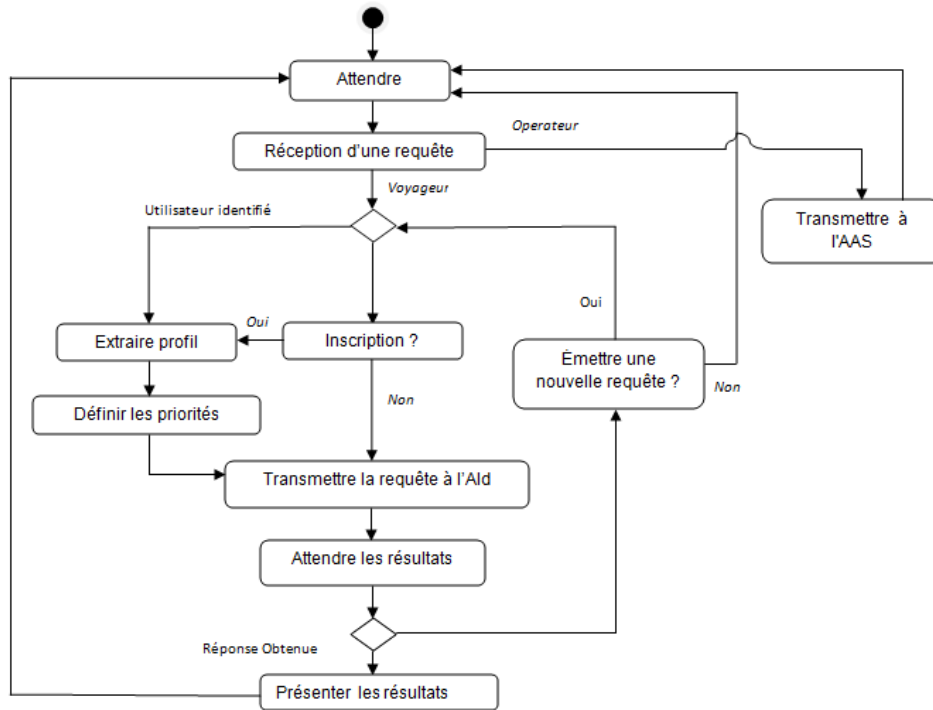 Attendre
Operateur
Réception d'une requête
Voyageur
Utilisateur identifié
Transmettre à
l'AAS
Oui
Oui
Extraire profil
Inscription ?
Émettre une
nouvelle requête ?
Non
Non
Définir les priorités
Transmettre la requête à l'AId
Attendre les résultats
Réponse Obtenue
Présenter les résultats